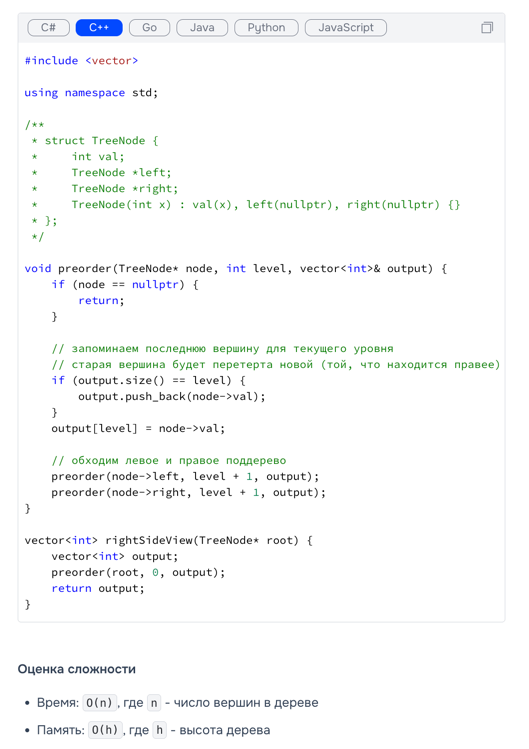 C# C++ Go Java Python JavaScript
#include <vector>
using namespace std;
/**
 * struct TreeNode {
 *     int val;
 *     TreeNode *left;
 *     TreeNode *right;
 *     TreeNode(int x) : val(x), left(nullptr), right(nullptr) {}
 * };
 */
void preorder(TreeNode* node, int level, vector<int>& output) {
    if (node == nullptr) {
        return;
    }
    // запоминаем последнюю вершину для текущего уровня
    // старая вершина будет перетерта новой (той, что находится правее)
    if (output.size() == level) {
        output.push_back(node->val);
    }
    output[level] = node->val;
    // обходим левое и правое поддерево
    preorder(node->left, level + 1, output);
    preorder(node->right, level + 1, output);
}
vector<int> rightSideView(TreeNode* root) {
    vector<int> output;
    preorder(root, 0, output);
    return output;
}
Оценка сложности
• Время: O(n), где n - число вершин в дереве
• Память: O(h), где h - высота дерева